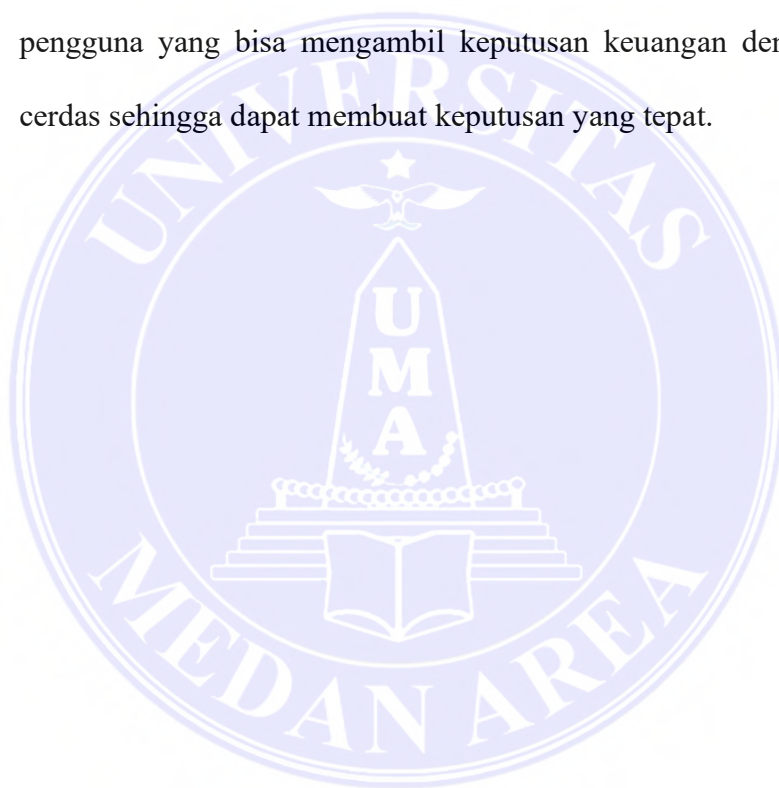 pengguna yang bisa mengambil keputusan keuangan den
cerdas sehingga dapat membuat keputusan yang tepat.
UNIVERSITAS
UMA
MEDAN AREA